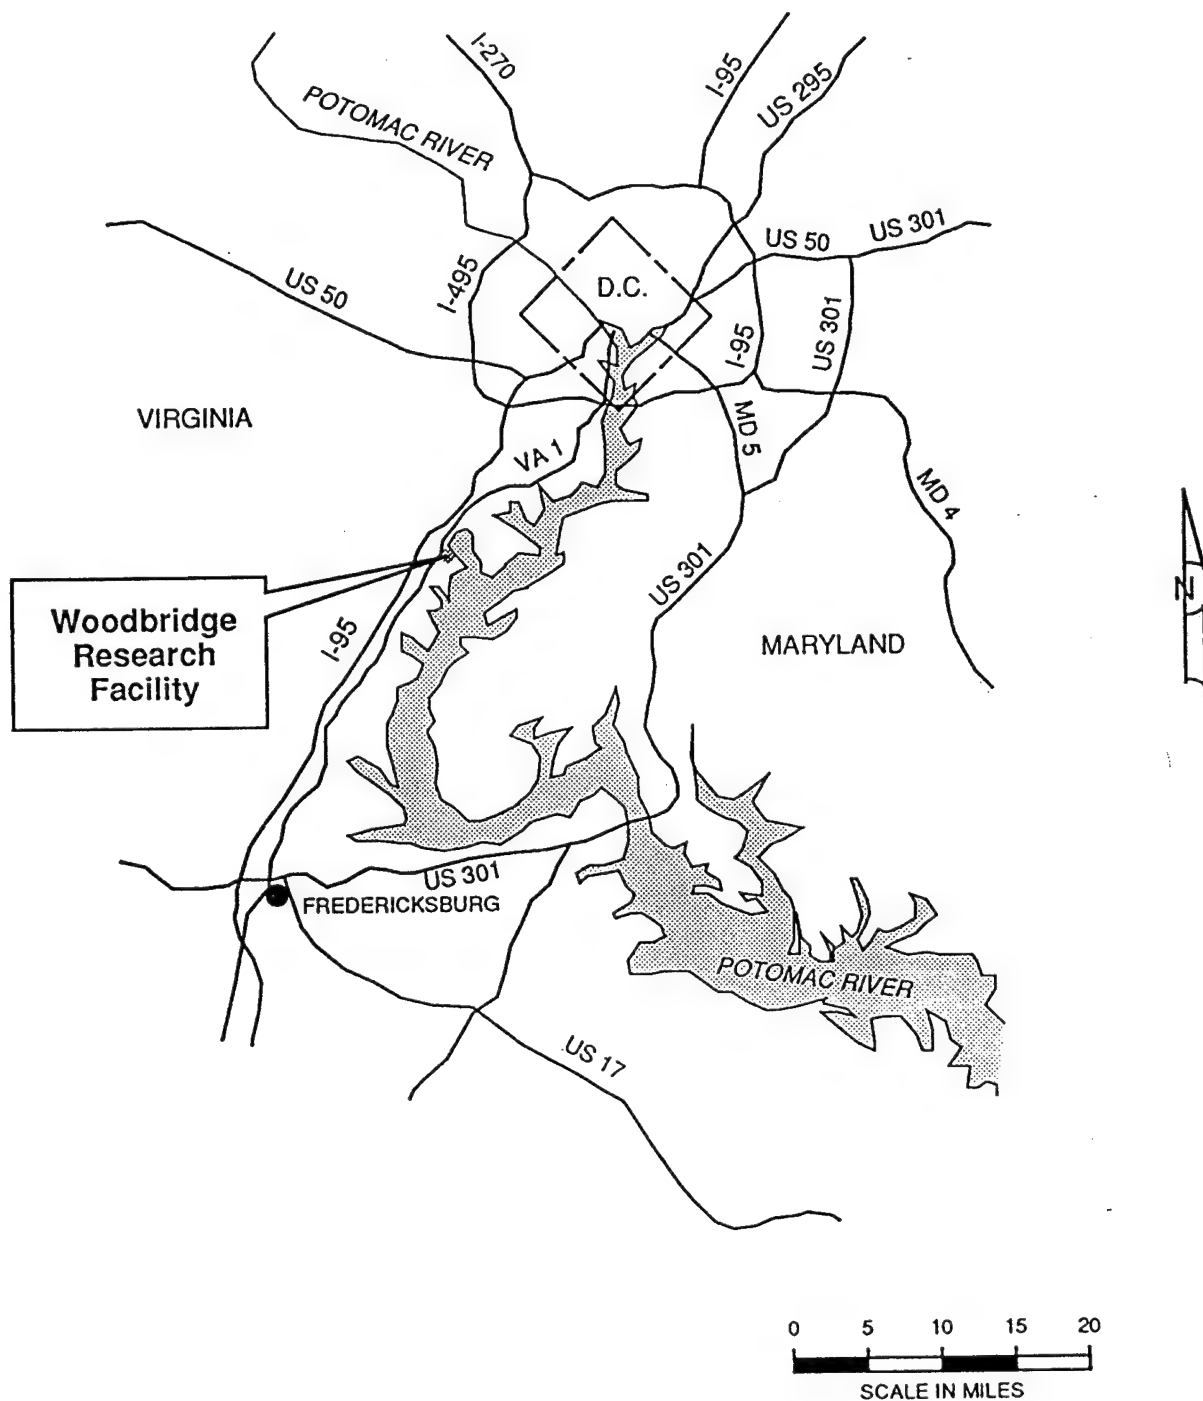 I-270
I-95
US 295
POTOMAC RIVER
US 50
US 301
US 50
I-495
D.C.
I-95
US 301
VIRGINIA
MD 5
VA 1
MD 4
US 301
N
Woodbridge
Research
Facility
I-95
MARYLAND
US 301
FREDERICKSBURG
POTOMAC RIVER
US 17
0 5 10 15 20
SCALE IN MILES